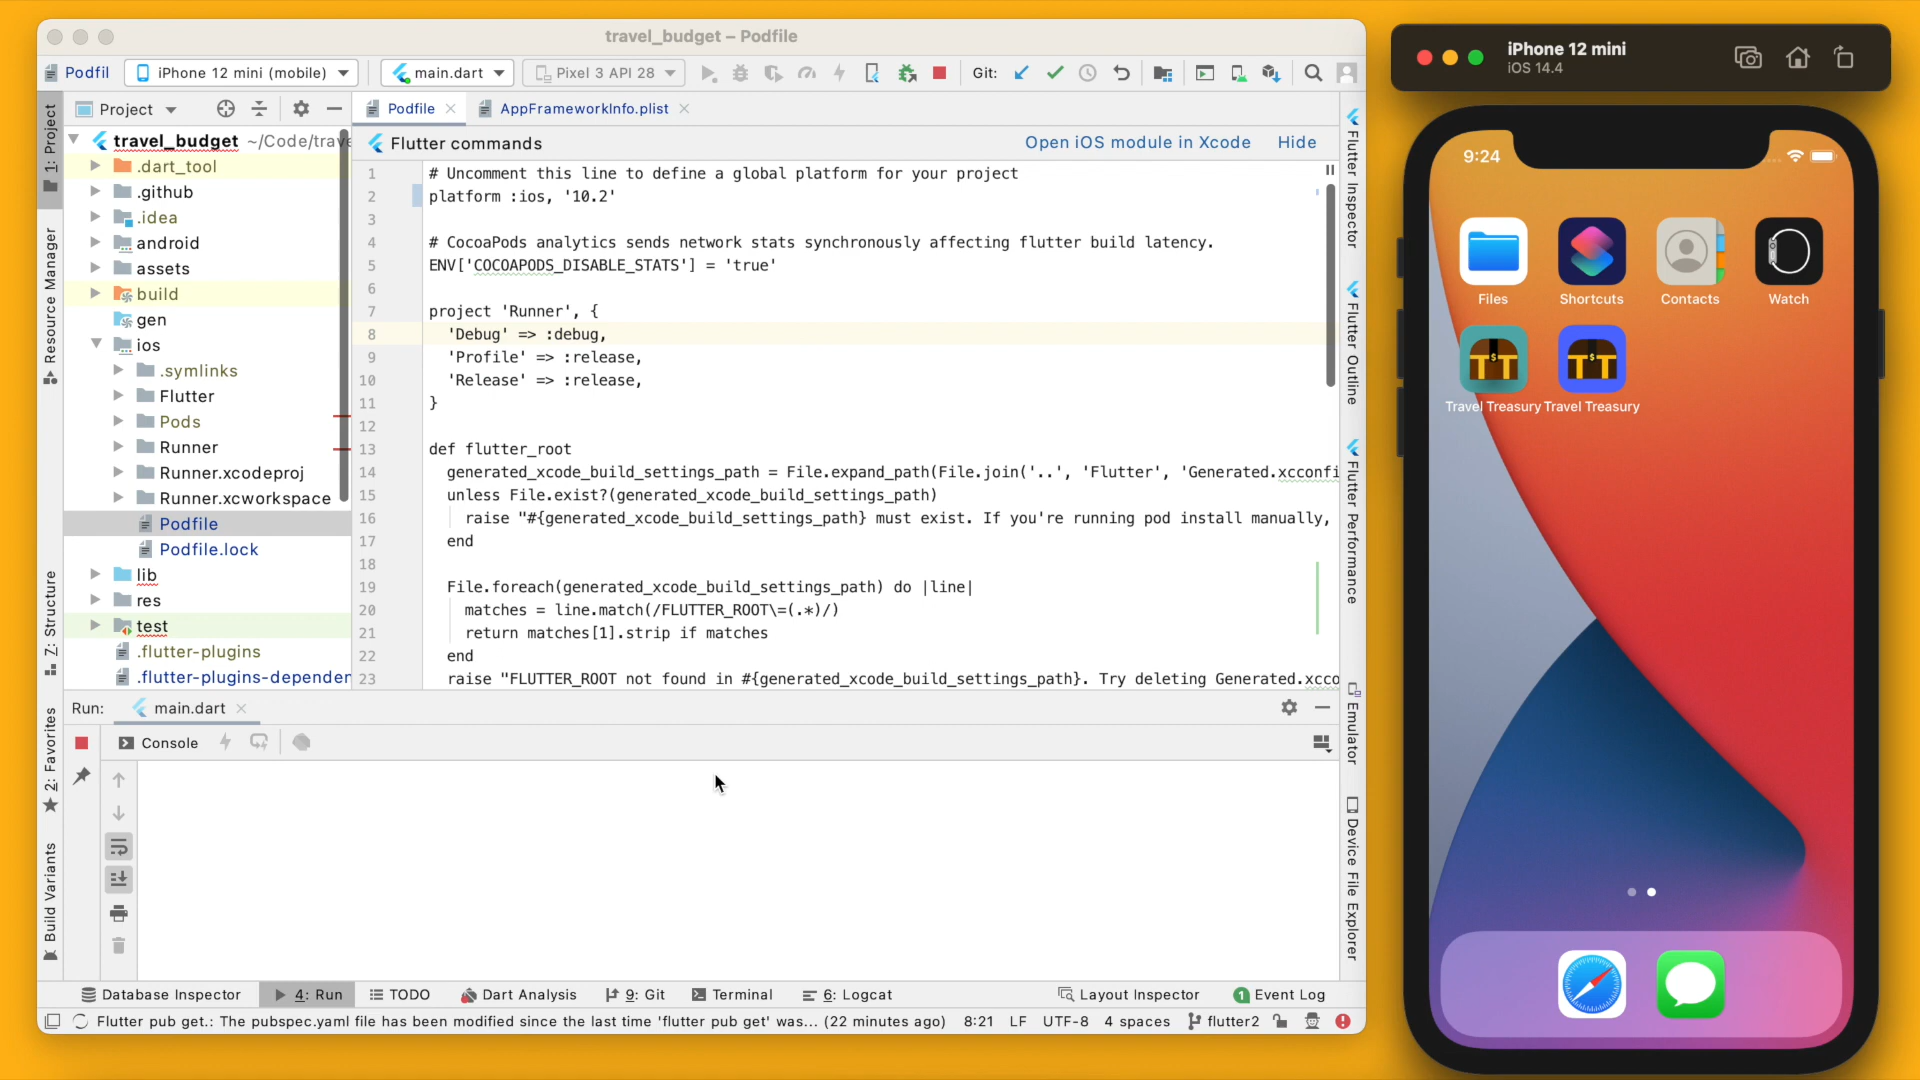 travel_budget – Podfile
Podfil
iPhone 12 mini (mobile)
main.dart
Pixel 3 API 28
Git:
1: Project
Resource Manager
Z: Structure
2: Favorites
Build Variants
Project
travel_budget ~/Code/trave
.dart_tool
.github
.idea
android
assets
build
gen
ios
.symlinks
Flutter
Pods
Runner
Runner.xcodeproj
Runner.xcworkspace
Podfile
Podfile.lock
lib
res
test
.flutter-plugins
.flutter-plugins-dependen
Podfile
AppFrameworkInfo.plist
Flutter commands
Open iOS module in Xcode
Hide
1 # Uncomment this line to define a global platform for your project
2 platform :ios, '10.2'
3
4 # CocoaPods analytics sends network stats synchronously affecting flutter build latency.
5 ENV['COCOAPODS_DISABLE_STATS'] = 'true'
6
7 project 'Runner', {
8 'Debug' => :debug,
9 'Profile' => :release,
10 'Release' => :release,
11 }
12
13 def flutter_root
14 generated_xcode_build_settings_path = File.expand_path(File.join('..', 'Flutter', 'Generated.xcconfi
15 unless File.exist?(generated_xcode_build_settings_path)
16 raise "#{generated_xcode_build_settings_path} must exist. If you're running pod install manually,
17 end
18
19 File.foreach(generated_xcode_build_settings_path) do |line|
20 matches = line.match(/FLUTTER_ROOT\=(.*)/)
21 return matches[1].strip if matches
22 end
23 raise "FLUTTER_ROOT not found in #{generated_xcode_build_settings_path}. Try deleting Generated.xcco
Flutter Inspector
Flutter Outline
Flutter Performance
Emulator
Device File Explorer
Run:
main.dart
Console
Database Inspector
4: Run
TODO
Dart Analysis
9: Git
Terminal
6: Logcat
Layout Inspector
1 Event Log
Flutter pub get.: The pubspec.yaml file has been modified since the last time 'flutter pub get' was... (22 minutes ago)
8:21
LF
UTF-8
4 spaces
flutter2
iPhone 12 mini
iOS 14.4
9:24
Files
Shortcuts
Contacts
Watch
T$T
T$T
Travel Treasury
Travel Treasury